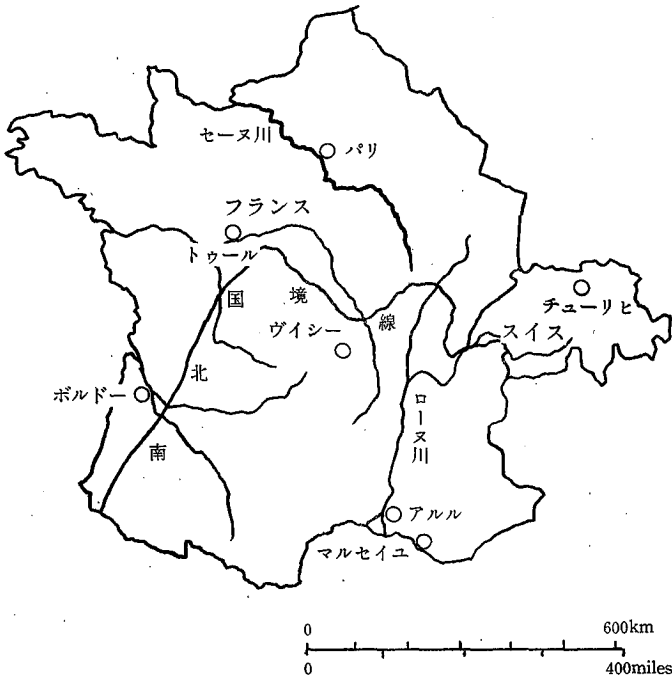 セーヌ川
パリ
フランス
トゥール
南北国境線
チューリヒ
スイス
ヴィシー
ボルドー
ローヌ川
アルル
マルセイユ
0 600km
0 400miles